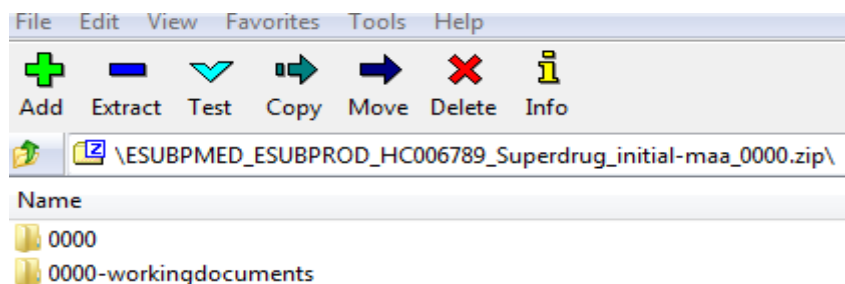 File Edit View Favorites Tools Help
Add Extract Test Copy Move Delete Info
\ESUBPMED_ESUBPROD_HC006789_Superdrug_initial-maa_0000.zip\
Name
0000
0000-workingdocuments